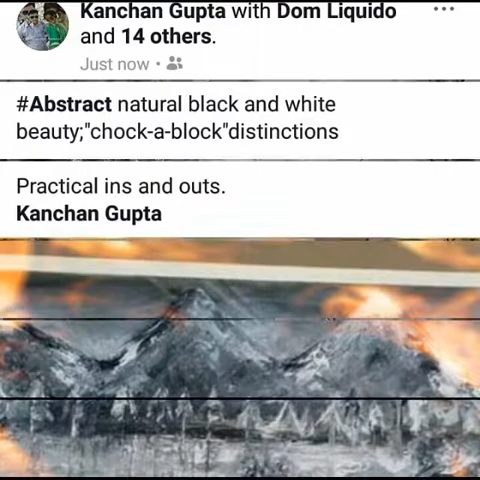 Kanchan Gupta with Dom Liquido
and 14 others.
Just now •
#Abstract natural black and white
beauty;"chock-a-block"distinctions
Practical ins and outs.
Kanchan Gupta